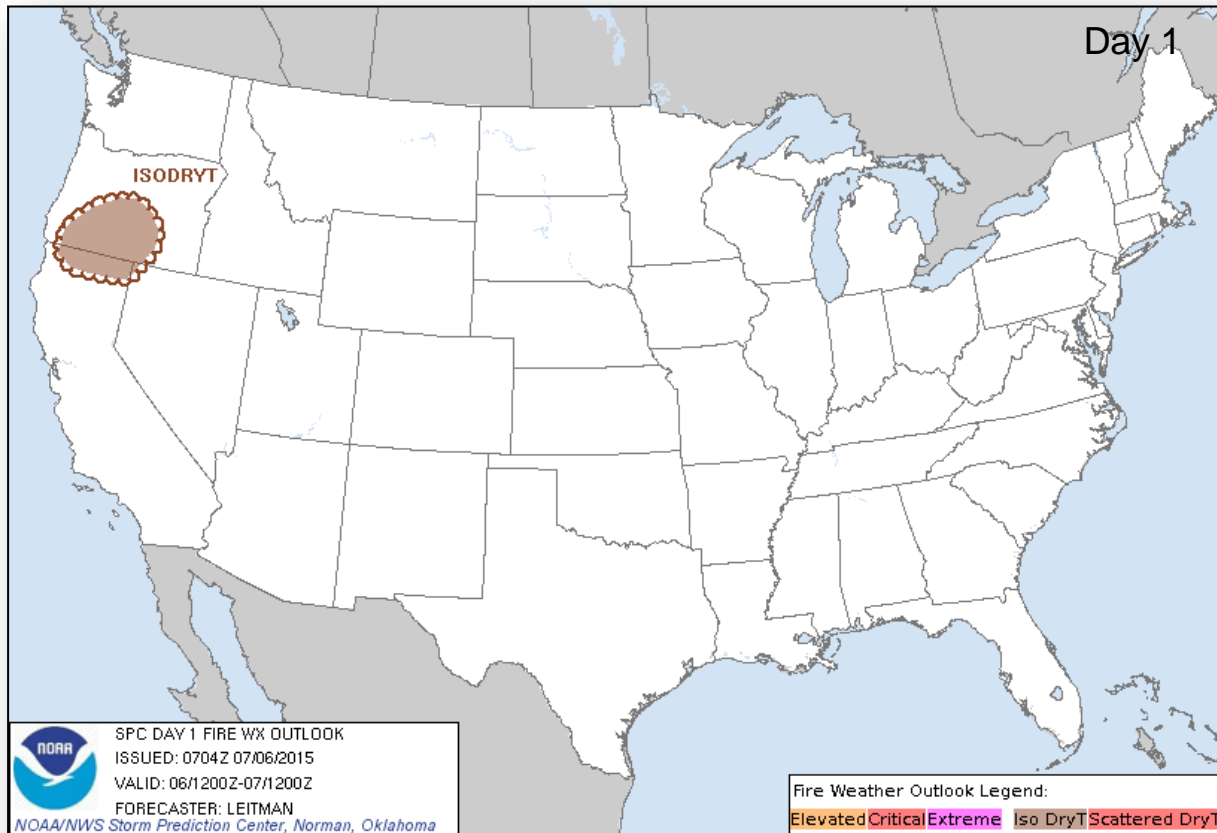 Day 1
ISODRYT
NOAA
SPC DAY 1 FIRE WX OUTLOOK
ISSUED: 0704Z 07/06/2015
VALID: 06/1200Z-07/1200Z
FORECASTER: LEITMAN
NOAA/NWS Storm Prediction Center, Norman, Oklahoma
Fire Weather Outlook Legend:
Elevated Critical Extreme Iso DryT Scattered DryT